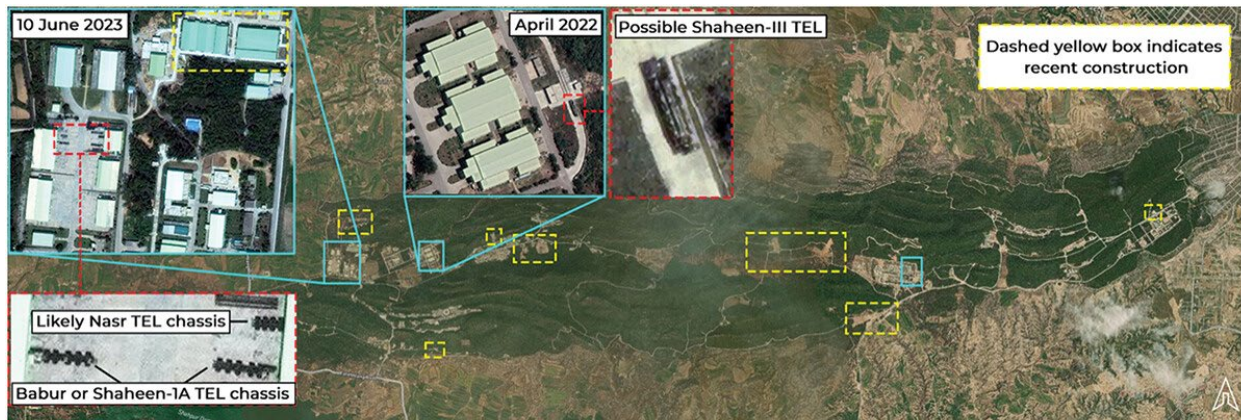 10 June 2023
April 2022
Possible Shaheen-III TEL
Dashed yellow box indicates
recent construction
Likely Nasr TEL chassis
Babur or Shaheen-1A TEL chassis